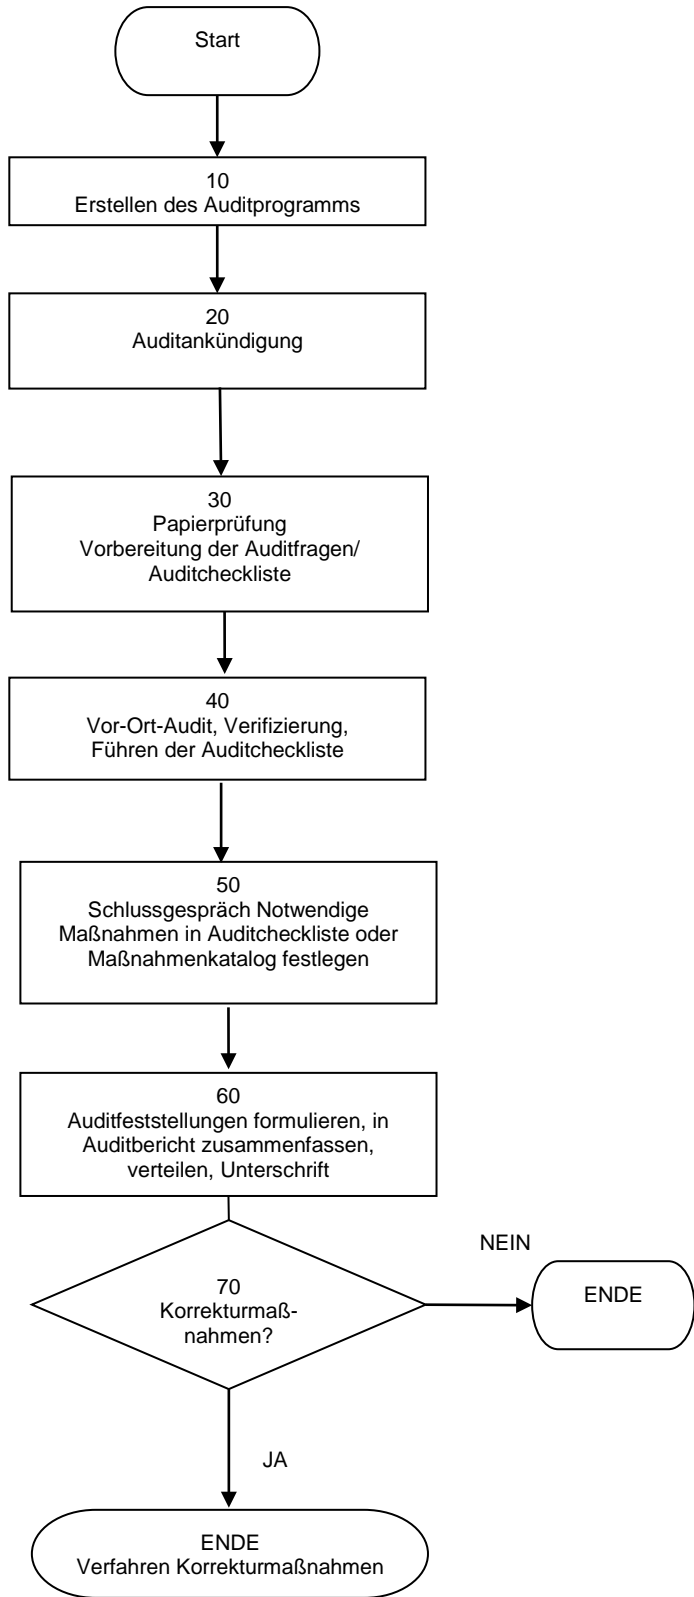 Start
10
Erstellen des Auditprogramms
20
Auditankündigung
30
Papierprüfung
Vorbereitung der Auditfragen/
Auditcheckliste
40
Vor-Ort-Audit, Verifizierung,
Führen der Auditcheckliste
50
Schlussgespräch Notwendige
Maßnahmen in Auditcheckliste oder
Maßnahmenkatalog festlegen
60
Auditfeststellungen formulieren, in
Auditbericht zusammenfassen,
verteilen, Unterschrift
70
Korrekturmaß-
nahmen?
NEIN
ENDE
JA
ENDE
Verfahren Korrekturmaßnahmen